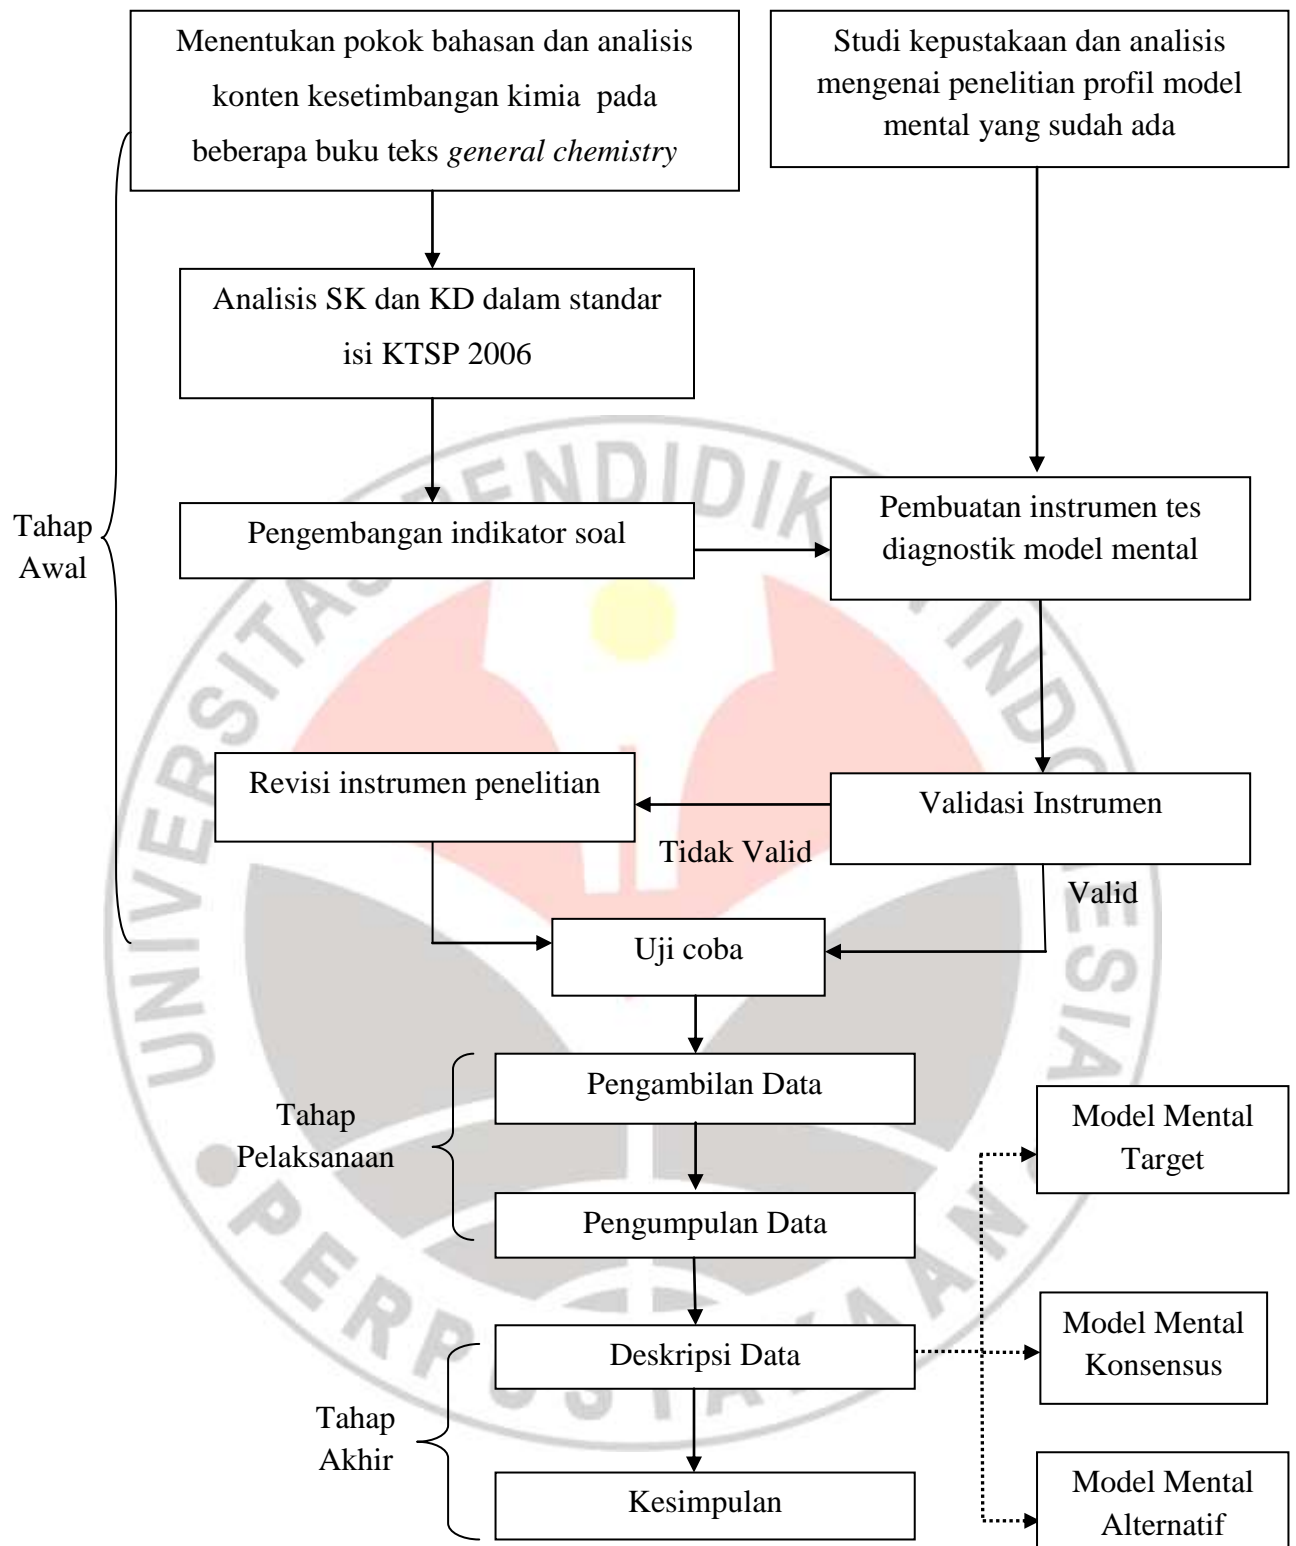 Menentukan pokok bahasan dan analisis
konten kesetimbangan kimia pada
beberapa buku teks general chemistry
Studi kepustakaan dan analisis
mengenai penelitian profil model
mental yang sudah ada
Analisis SK dan KD dalam standar
isi KTSP 2006
Tahap
Awal
Pengembangan indikator soal
Pembuatan instrumen tes
diagnostik model mental
Revisi instrumen penelitian
Validasi Instrumen
Tidak Valid
Valid
Uji coba
Tahap
Pelaksanaan
Pengambilan Data
Pengumpulan Data
Model Mental
Target
Tahap
Akhir
Deskripsi Data
Kesimpulan
Model Mental
Konsensus
Model Mental
Alternatif
UNIVERSITAS PENDIDIKAN INDONESIA
PERPUSTAKAAN